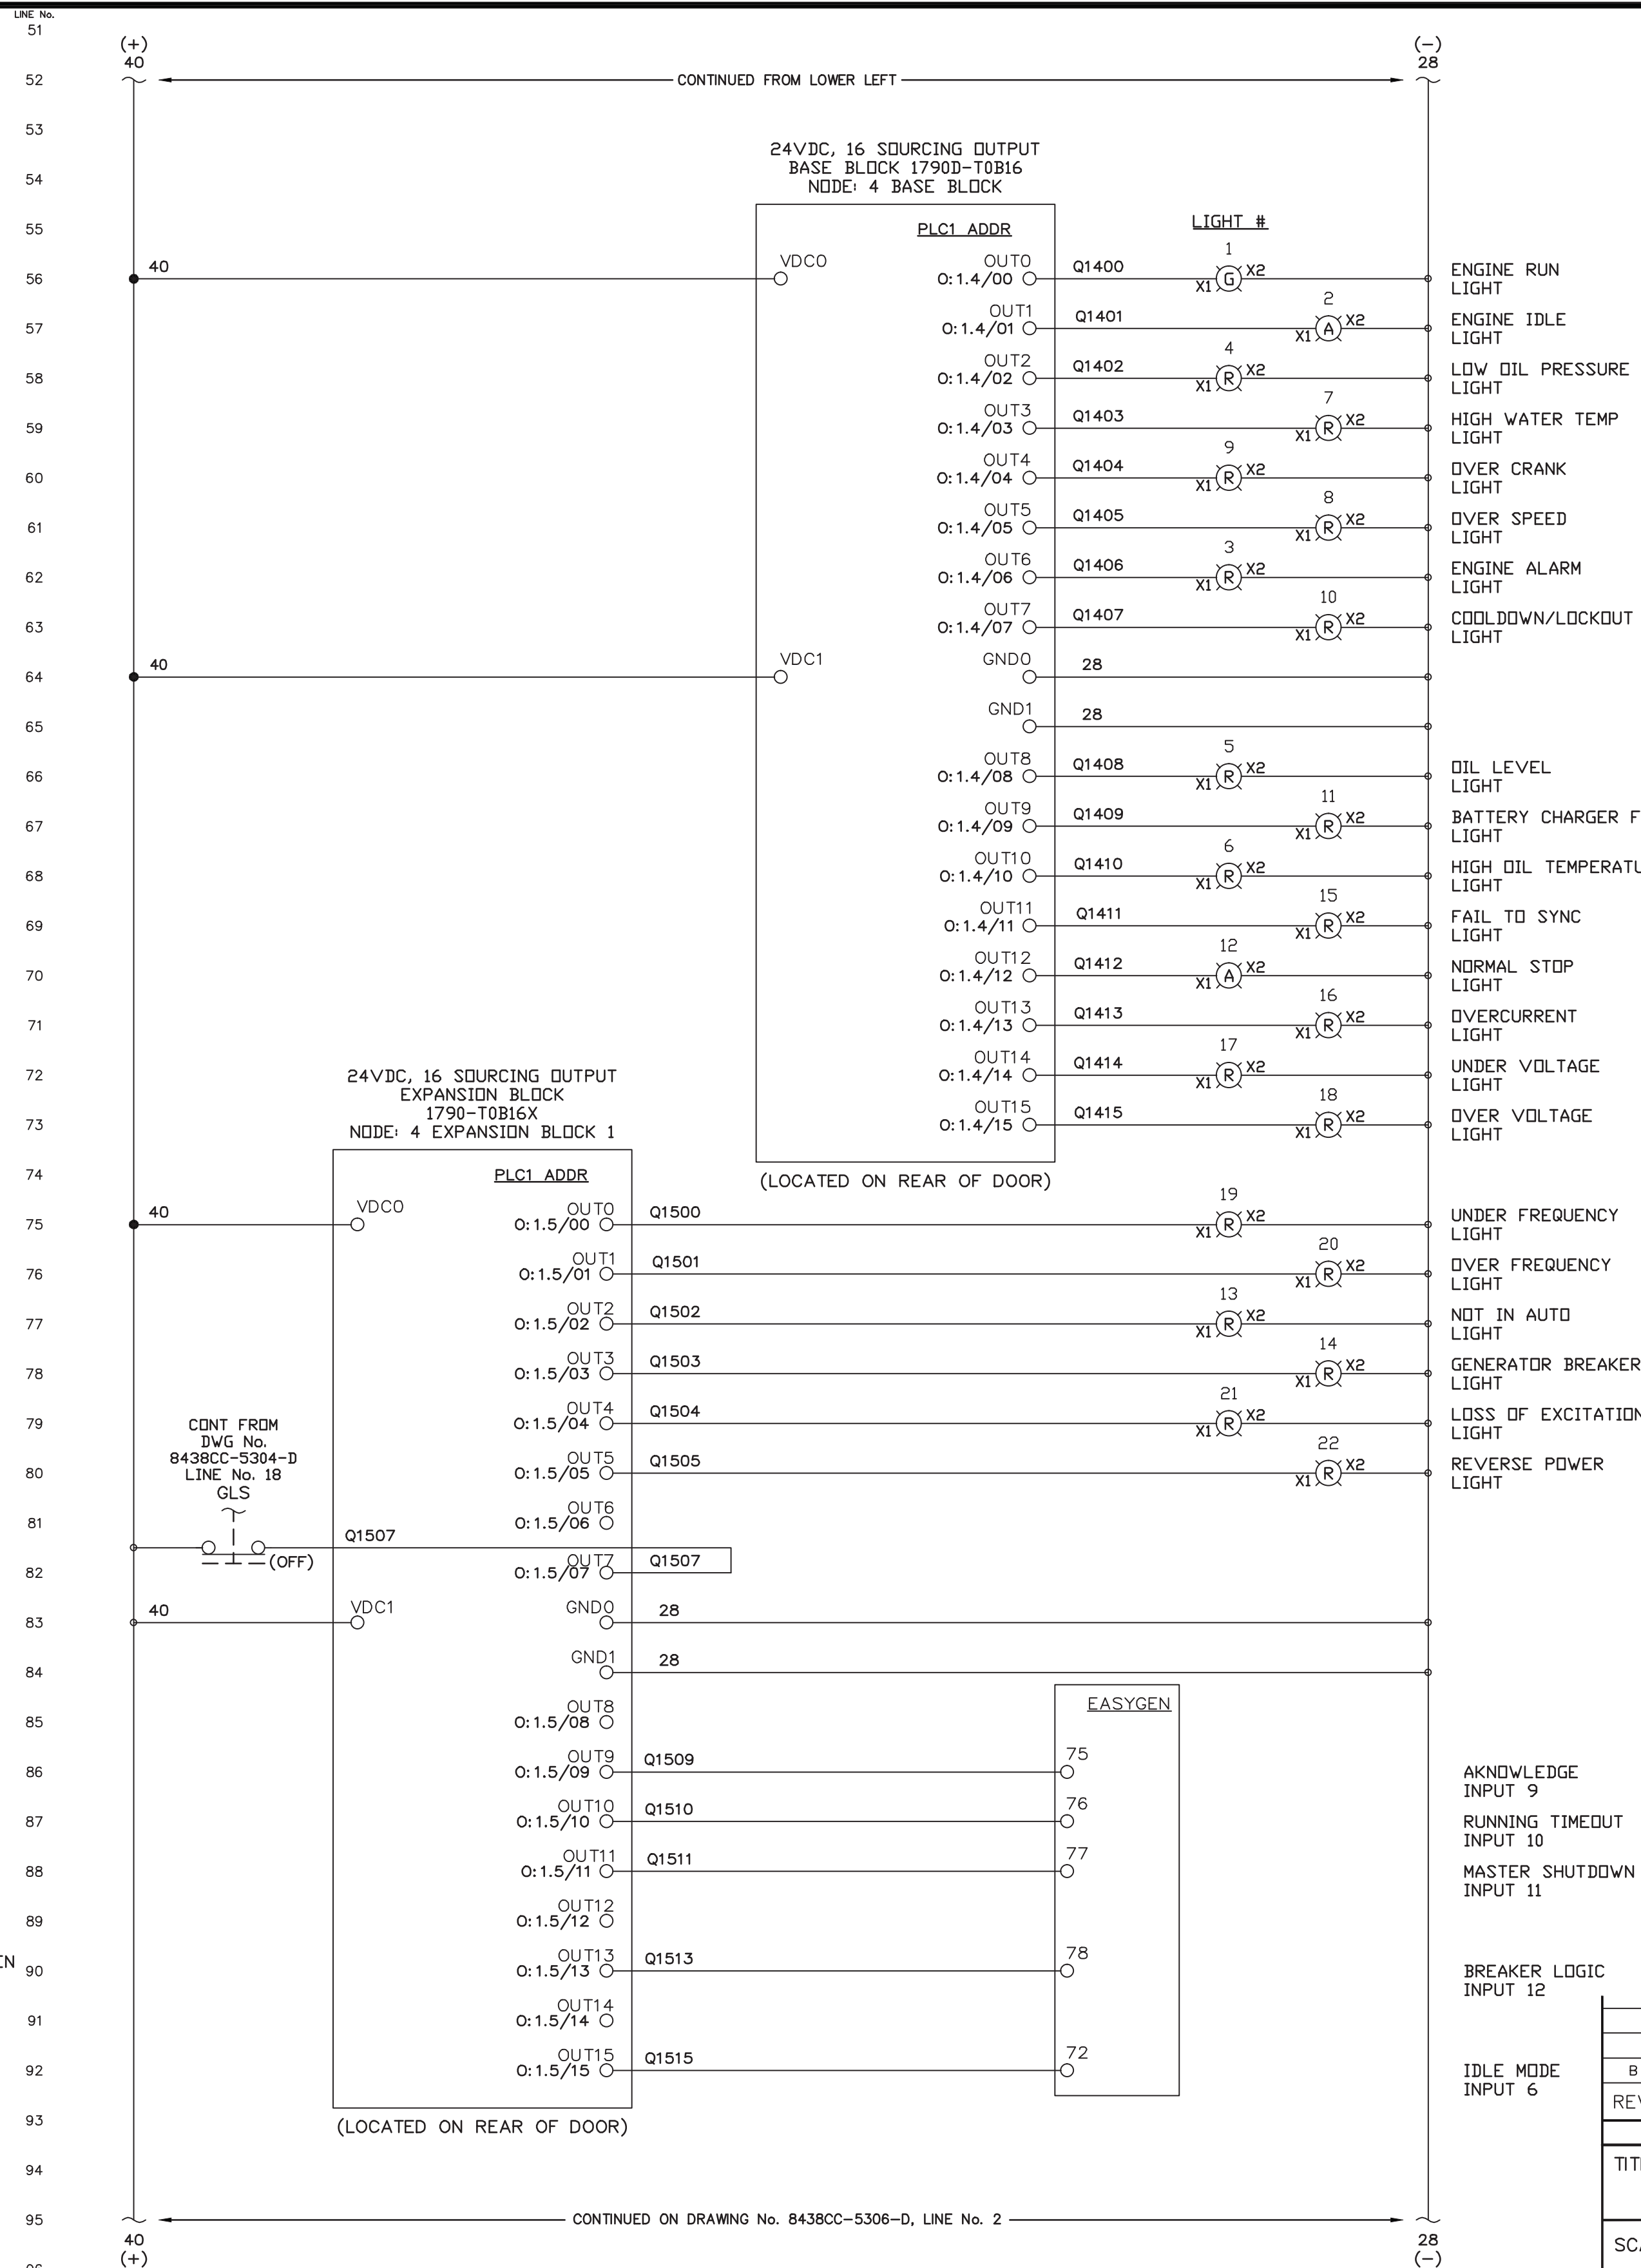 LINE No.
51
(+)
40
(-)
28
52
CONTINUED FROM LOWER LEFT
53
24VDC, 16 SOURCING OUTPUT
54
BASE BLOCK 1790D-T0B16
NODE: 4 BASE BLOCK
55
PLC1 ADDR
LIGHT #
56
40
VDC0
OUT0
O:1.4/00
Q1400
1
X1 G X2
ENGINE RUN
LIGHT
57
OUT1
O:1.4/01
Q1401
2
X1 A X2
ENGINE IDLE
LIGHT
58
OUT2
O:1.4/02
Q1402
4
X1 R X2
LOW OIL PRESSURE
LIGHT
59
OUT3
O:1.4/03
Q1403
7
X1 R X2
HIGH WATER TEMP
LIGHT
60
OUT4
O:1.4/04
Q1404
9
X1 R X2
OVER CRANK
LIGHT
61
OUT5
O:1.4/05
Q1405
8
X1 R X2
OVER SPEED
LIGHT
62
OUT6
O:1.4/06
Q1406
3
X1 R X2
ENGINE ALARM
LIGHT
63
OUT7
O:1.4/07
Q1407
10
X1 R X2
COOLDOWN/LOCKOUT
LIGHT
64
40
VDC1
GND0
28
65
GND1
28
66
OUT8
O:1.4/08
Q1408
5
X1 R X2
OIL LEVEL
LIGHT
67
OUT9
O:1.4/09
Q1409
11
X1 R X2
BATTERY CHARGER F
LIGHT
68
OUT10
O:1.4/10
Q1410
6
X1 R X2
HIGH OIL TEMPERATU
LIGHT
69
OUT11
O:1.4/11
Q1411
15
X1 R X2
FAIL TO SYNC
LIGHT
70
OUT12
O:1.4/12
Q1412
12
X1 A X2
NORMAL STOP
LIGHT
71
OUT13
O:1.4/13
Q1413
16
X1 R X2
OVERCURRENT
LIGHT
72
OUT14
O:1.4/14
Q1414
17
X1 R X2
UNDER VOLTAGE
LIGHT
73
OUT15
O:1.4/15
Q1415
18
X1 R X2
OVER VOLTAGE
LIGHT
(LOCATED ON REAR OF DOOR)
24VDC, 16 SOURCING OUTPUT
EXPANSION BLOCK
1790-T0B16X
NODE: 4 EXPANSION BLOCK 1
74
PLC1 ADDR
75
40
VDC0
OUT0
O:1.5/00
Q1500
19
X1 R X2
UNDER FREQUENCY
LIGHT
76
OUT1
O:1.5/01
Q1501
20
X1 R X2
OVER FREQUENCY
LIGHT
77
OUT2
O:1.5/02
Q1502
13
X1 R X2
NOT IN AUTO
LIGHT
78
OUT3
O:1.5/03
Q1503
14
X1 R X2
GENERATOR BREAKER
LIGHT
79
OUT4
O:1.5/04
Q1504
21
X1 R X2
LOSS OF EXCITATION
LIGHT
CONT FROM
DWG No.
8438CC-5304-D
LINE No. 18
GLS
80
OUT5
O:1.5/05
Q1505
22
X1 R X2
REVERSE POWER
LIGHT
81
OUT6
O:1.5/06
(OFF)
Q1507
82
OUT7
O:1.5/07
Q1507
83
40
VDC1
GND0
28
84
GND1
28
EASYGEN
85
OUT8
O:1.5/08
86
OUT9
O:1.5/09
Q1509
75
AKNOWLEDGE
INPUT 9
87
OUT10
O:1.5/10
Q1510
76
RUNNING TIMEOUT
INPUT 10
88
OUT11
O:1.5/11
Q1511
77
MASTER SHUTDOWN
INPUT 11
89
OUT12
O:1.5/12
90
OUT13
O:1.5/13
Q1513
78
BREAKER LOGIC
INPUT 12
91
OUT14
O:1.5/14
92
OUT15
O:1.5/15
Q1515
72
IDLE MODE
INPUT 6
B
93
(LOCATED ON REAR OF DOOR)
94
95
CONTINUED ON DRAWING No. 8438CC-5306-D, LINE No. 2
40
(+)
28
(-)